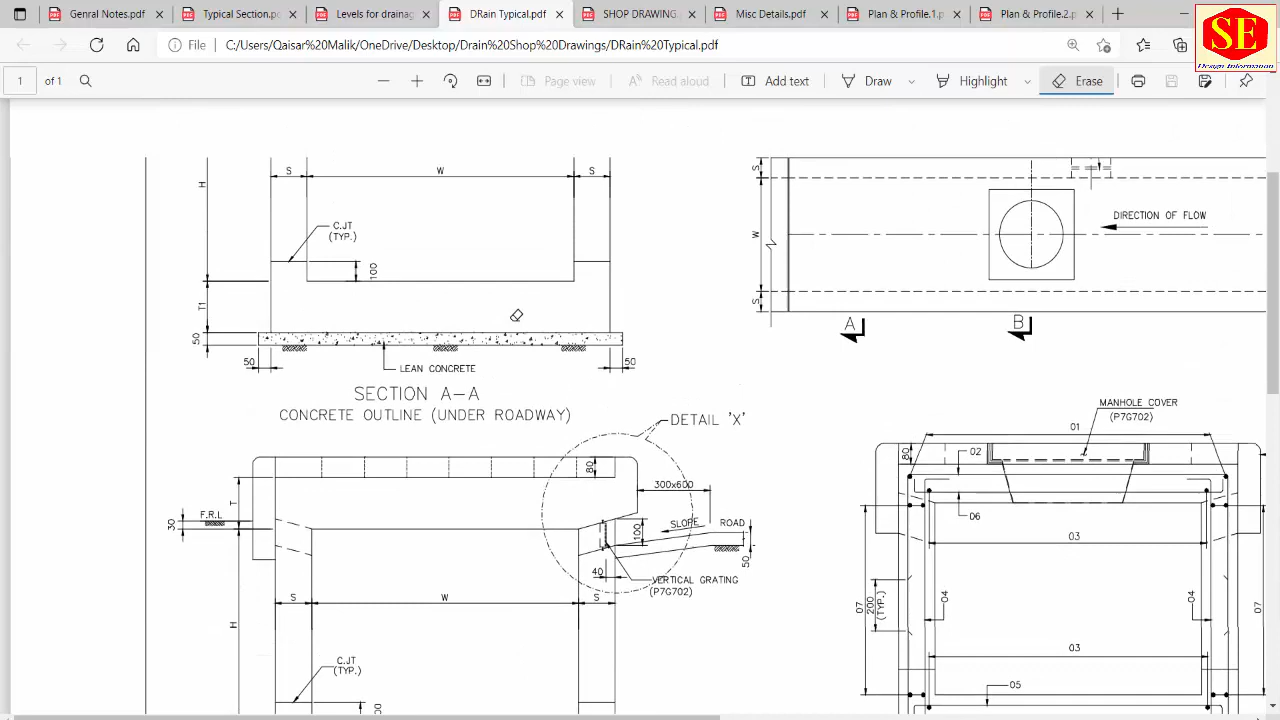 Genral Notes.pdf
Typical Section.p
Levels for drainag
DRain Typical.pdf
SHOP DRAWING.
Misc Details.pdf
Plan & Profile.1.p
Plan & Profile.2.p
SE
Design Information
File
C:/Users/Qaisar%20Malik/OneDrive/Desktop/Drain%20Shop%20Drawings/DRain%20Typical.pdf
1 of 1
Page view
Read aloud
Add text
Draw
Highlight
Erase
S W S
H
C.JT
(TYP.)
100
T1
50
50 50
LEAN CONCRETE
SECTION A-A
CONCRETE OUTLINE (UNDER ROADWAY)
S
W
S
DIRECTION OF FLOW
A B
DETAIL 'X'
80
300x600
T
F.R.L
30
SLOPE
ROAD
100
50
40
VERTICAL GRATING
(P7G702)
S W S
H
C.JT
(TYP.)
MANHOLE COVER
(P7G702)
01
80
02
06
03
04 04
07
200
(TYP.)
07
03
05